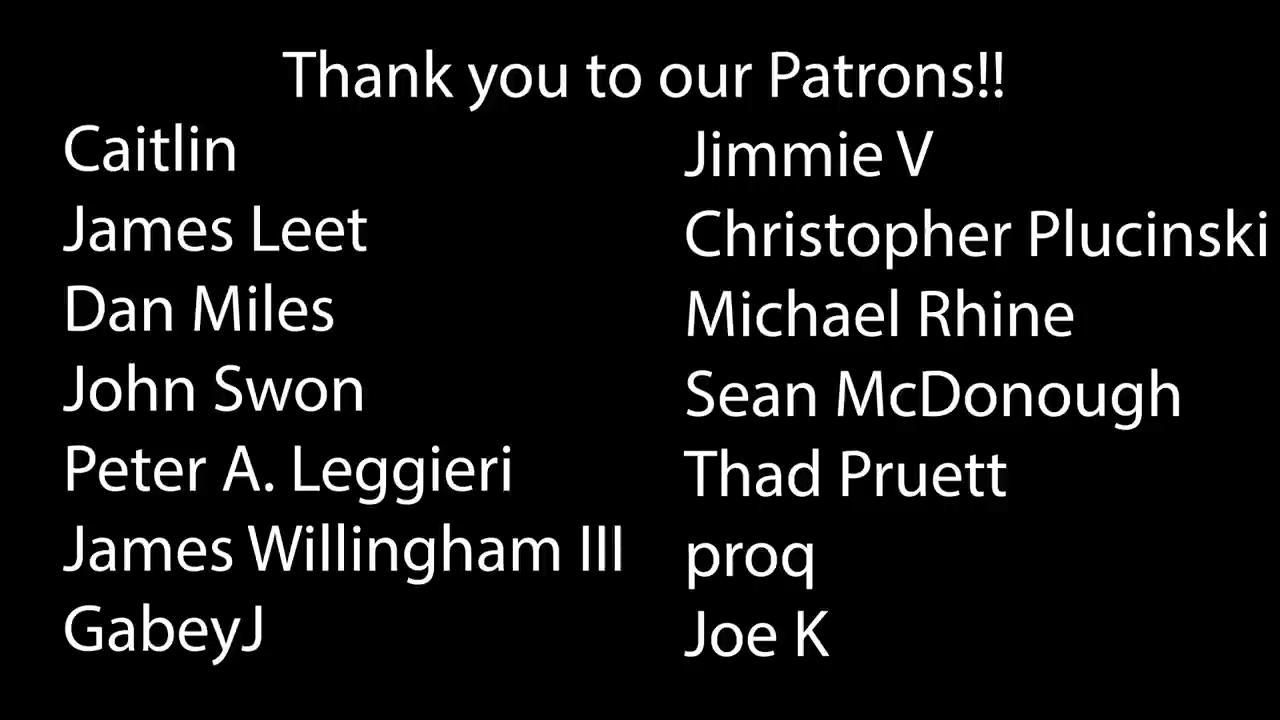 Thank you to our Patrons!!
Caitlin
James Leet
Dan Miles
John Swon
Peter A. Leggieri
James Willingham III
GabeyJ
Jimmie V
Christopher Plucinski
Michael Rhine
Sean McDonough
Thad Pruett
proq
Joe K